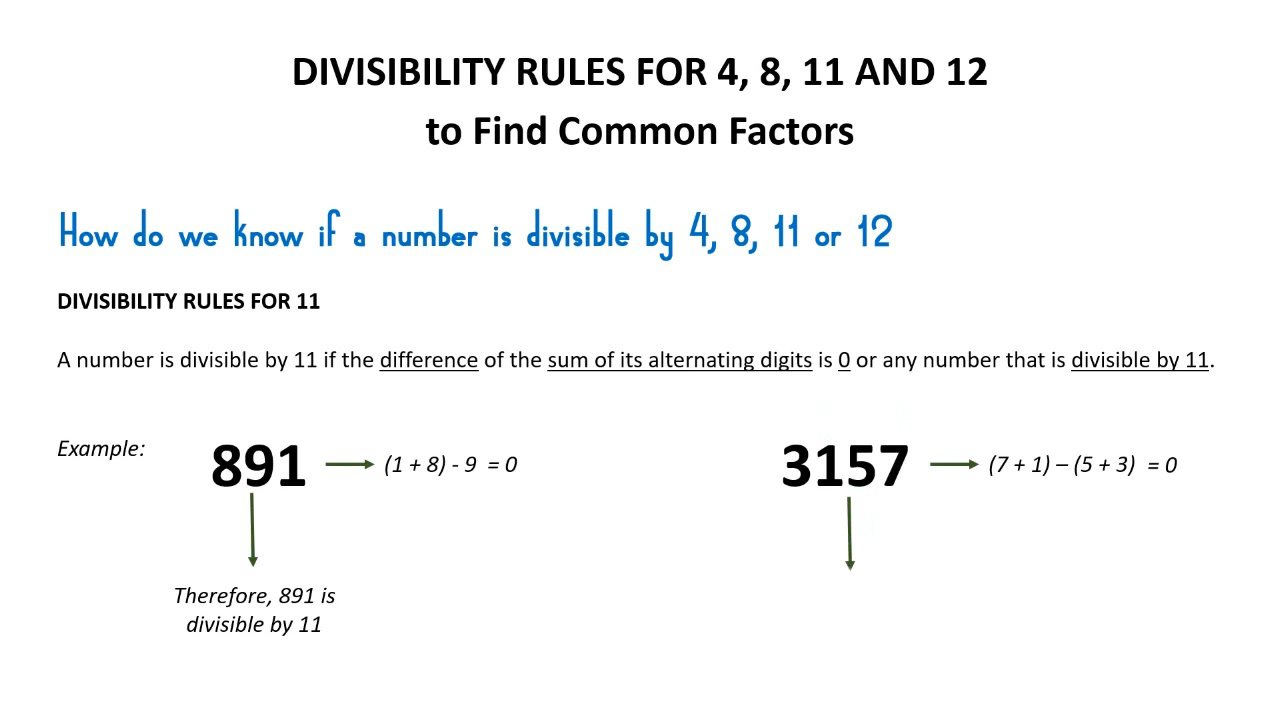 DIVISIBILITY RULES FOR 4, 8, 11 AND 12
to Find Common Factors
How do we know if a number is divisible by 4, 8, 11 or 12
DIVISIBILITY RULES FOR 11
A number is divisible by 11 if the difference of the sum of its alternating digits is 0 or any number that is divisible by 11.
Example:
891
(1 + 8) - 9 = 0
3157
(7 + 1) – (5 + 3) = 0
Therefore, 891 is
divisible by 11